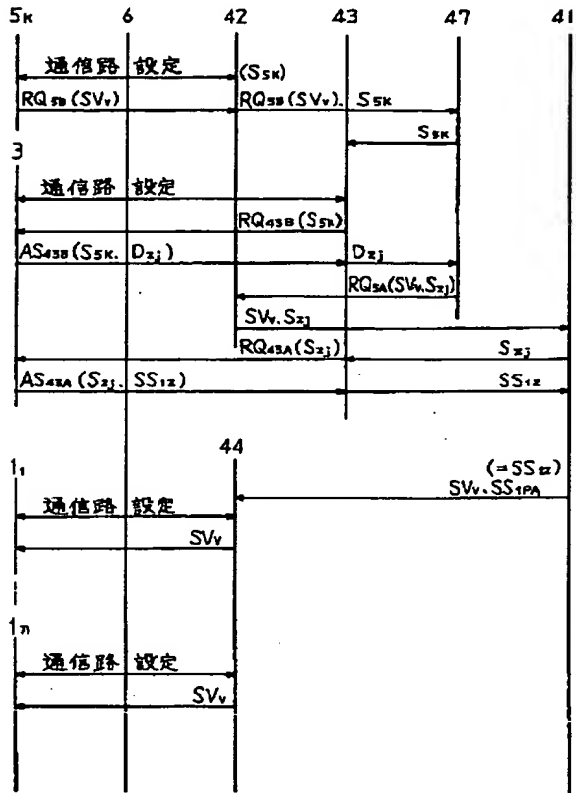 5K 6 42 43 47 41
通信路 設定 (S5K)
RQ5B(SVv) RQ5B(SVv). S5K
S5K
3
通信路 設定
RQ43B(S5K)
AS43B(S5K. Dzj) Dzj
RQ5A(SVv.Szj)
SVv.Szj
RQ43A(Szj) Szj
AS43A(Szj. SS1z) SS1z
44
11 (=SS1z)
SVv.SS1PA
通信路 設定
SVv
1n
通信路 設定
SVv